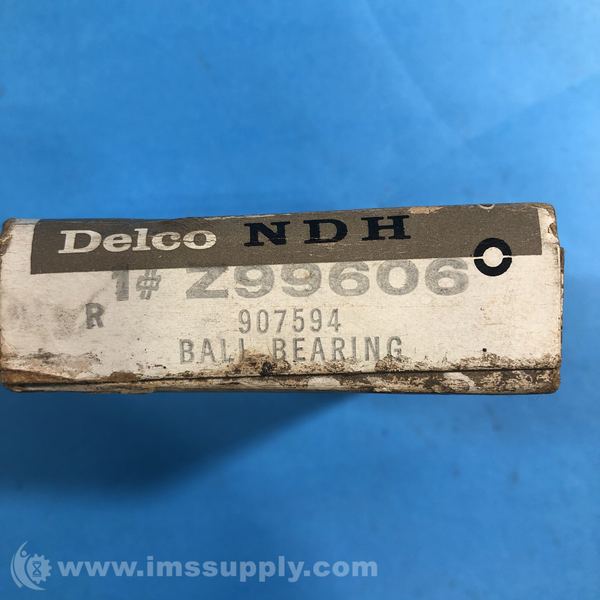 Delco NDH
1# Z99606
R 907594
BALL BEARING
www.imssupply.com